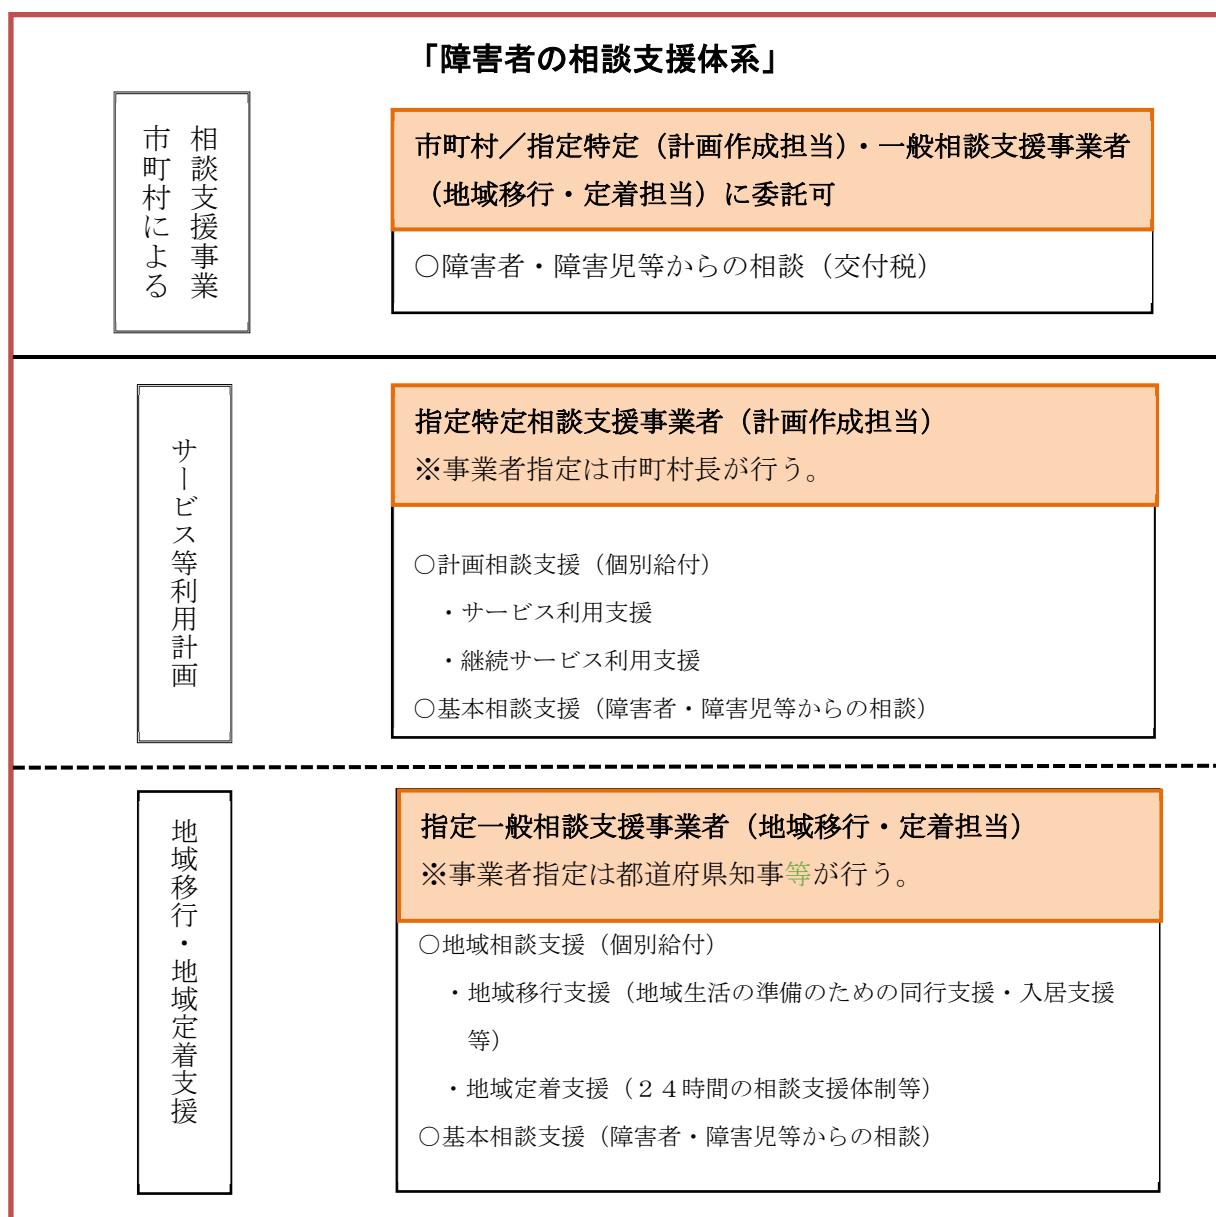 「障害者の相談支援体系」
相談支援事業
市町村による
市町村／指定特定（計画作成担当）・一般相談支援事業者
（地域移行・定着担当）に委託可
○障害者・障害児等からの相談（交付税）
サービス等利用計画
指定特定相談支援事業者（計画作成担当）
※事業者指定は市町村長が行う。
○計画相談支援（個別給付）
・サービス利用支援
・継続サービス利用支援
○基本相談支援（障害者・障害児等からの相談）
地域移行・地域定着支援
指定一般相談支援事業者（地域移行・定着担当）
※事業者指定は都道府県知事等が行う。
○地域相談支援（個別給付）
・地域移行支援（地域生活の準備のための同行支援・入居支援
等）
・地域定着支援（２４時間の相談支援体制等）
○基本相談支援（障害者・障害児等からの相談）